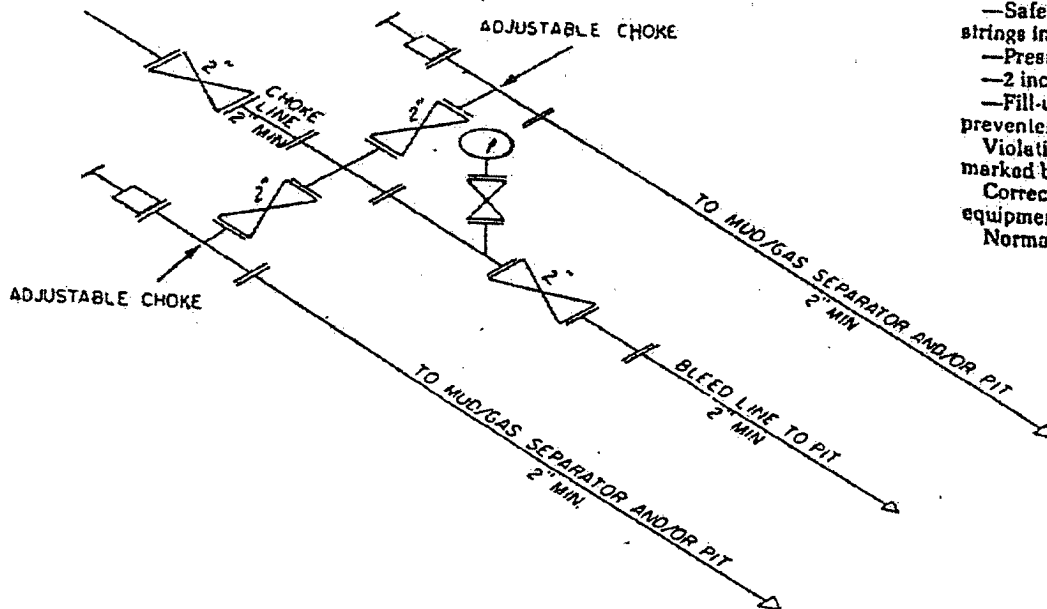 ADJUSTABLE CHOKE
2"
CHOKE
LINE
2" MIN
2"
2"
ADJUSTABLE CHOKE
2"
TO MUD/GAS SEPARATOR AND/OR PIT
2" MIN
BLEED LINE TO PIT
2" MIN
TO MUD/GAS SEPARATOR AND/OR PIT
2" MIN.
—Safe
strings in
—Pres
—2 inc
—Fill-u
prevente
Violati
marked b
Correc
equipmen
Norma